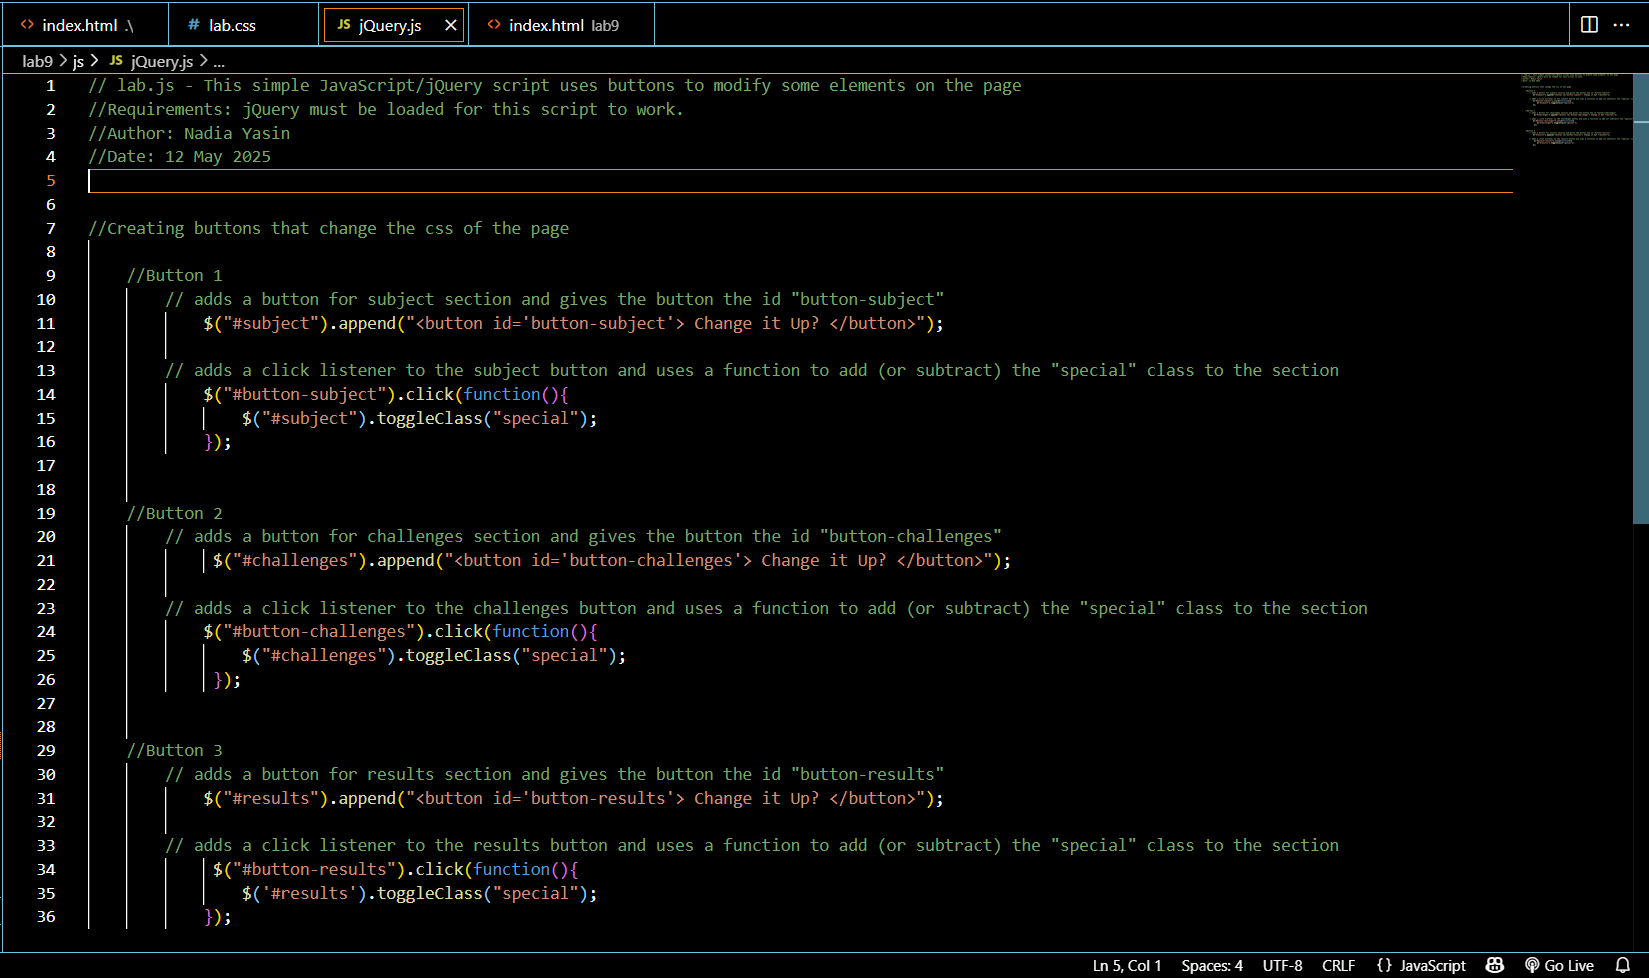 index.html .\
lab.css
JS jQuery.js
index.html lab9
lab9 > js > JS jQuery.js > ...
1 // lab.js - This simple JavaScript/jQuery script uses buttons to modify some elements on the page
2 //Requirements: jQuery must be loaded for this script to work.
3 //Author: Nadia Yasin
4 //Date: 12 May 2025
5
6
7 //Creating buttons that change the css of the page
8
9 //Button 1
10 // adds a button for subject section and gives the button the id "button-subject"
11 $("#subject").append("<button id='button-subject'> Change it Up? </button>");
12
13 // adds a click listener to the subject button and uses a function to add (or subtract) the "special" class to the section
14 $("#button-subject").click(function(){
15 $("#subject").toggleClass("special");
16 });
17
18
19 //Button 2
20 // adds a button for challenges section and gives the button the id "button-challenges"
21 $("#challenges").append("<button id='button-challenges'> Change it Up? </button>");
22
23 // adds a click listener to the challenges button and uses a function to add (or subtract) the "special" class to the section
24 $("#button-challenges").click(function(){
25 $("#challenges").toggleClass("special");
26 });
27
28
29 //Button 3
30 // adds a button for results section and gives the button the id "button-results"
31 $("#results").append("<button id='button-results'> Change it Up? </button>");
32
33 // adds a click listener to the results button and uses a function to add (or subtract) the "special" class to the section
34 $("#button-results").click(function(){
35 $('#results').toggleClass("special");
36 });
Ln 5, Col 1 Spaces: 4 UTF-8 CRLF {} JavaScript Go Live